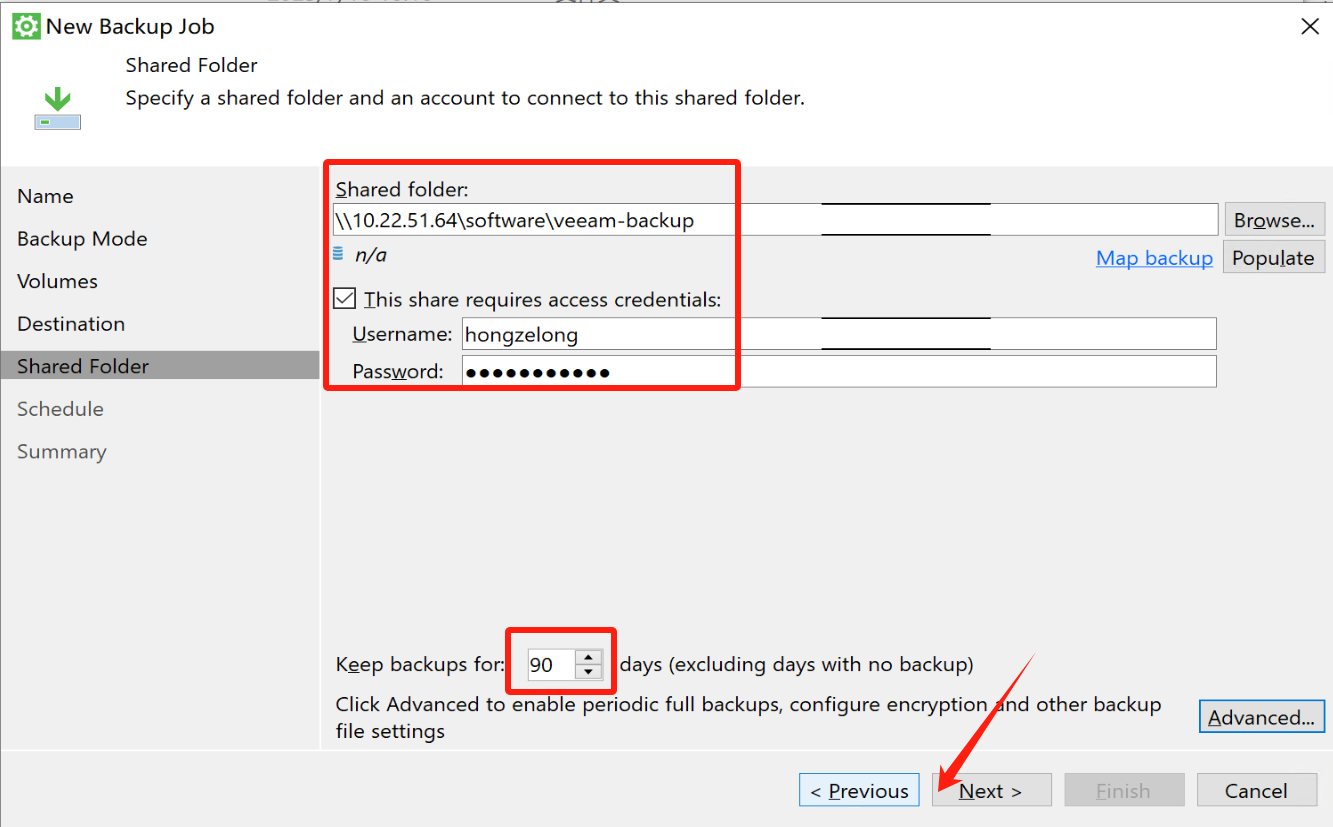 New Backup Job
Shared Folder
Specify a shared folder and an account to connect to this shared folder.
Name
Backup Mode
Volumes
Destination
Shared Folder
Schedule
Summary
Shared folder:
\\10.22.51.64\software\veeam-backup
Browse...
n/a
Map backup
Populate
This share requires access credentials:
Username: hongzelong
Password: ●●●●●●●●●●●
Keep backups for: 90 days (excluding days with no backup)
Click Advanced to enable periodic full backups, configure encryption and other backup
file settings
Advanced...
< Previous
Next >
Finish
Cancel